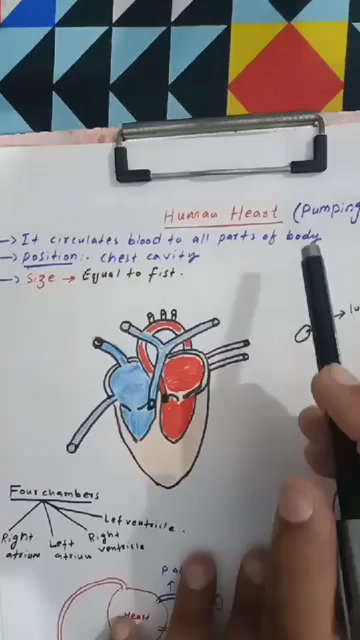 Human Heart (Pumping
→ It circulates blood to all parts of body
→ Position:- Chest cavity
→ Size → Equal to fist.
Four chambers
Right atrium
Left atrium
Right ventricle
Left ventricle.
Heart